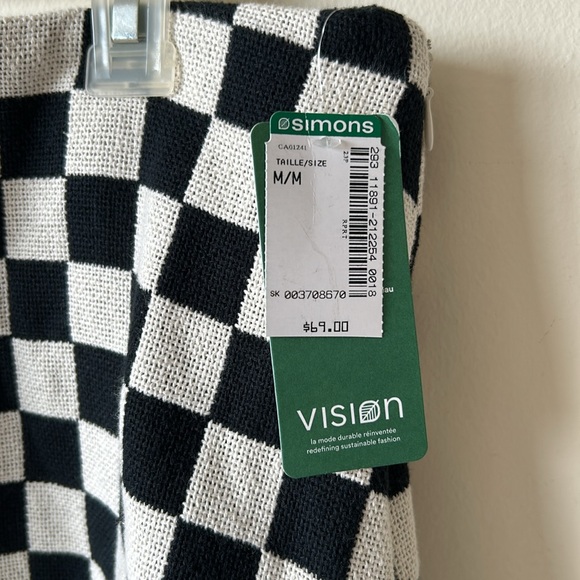 simons
CA01241
TAILLE/SIZE
M/M
293 11891-212254 0018
SK 003708670
$69.00
VISION
la mode durable réinventée
redefining sustainable fashion